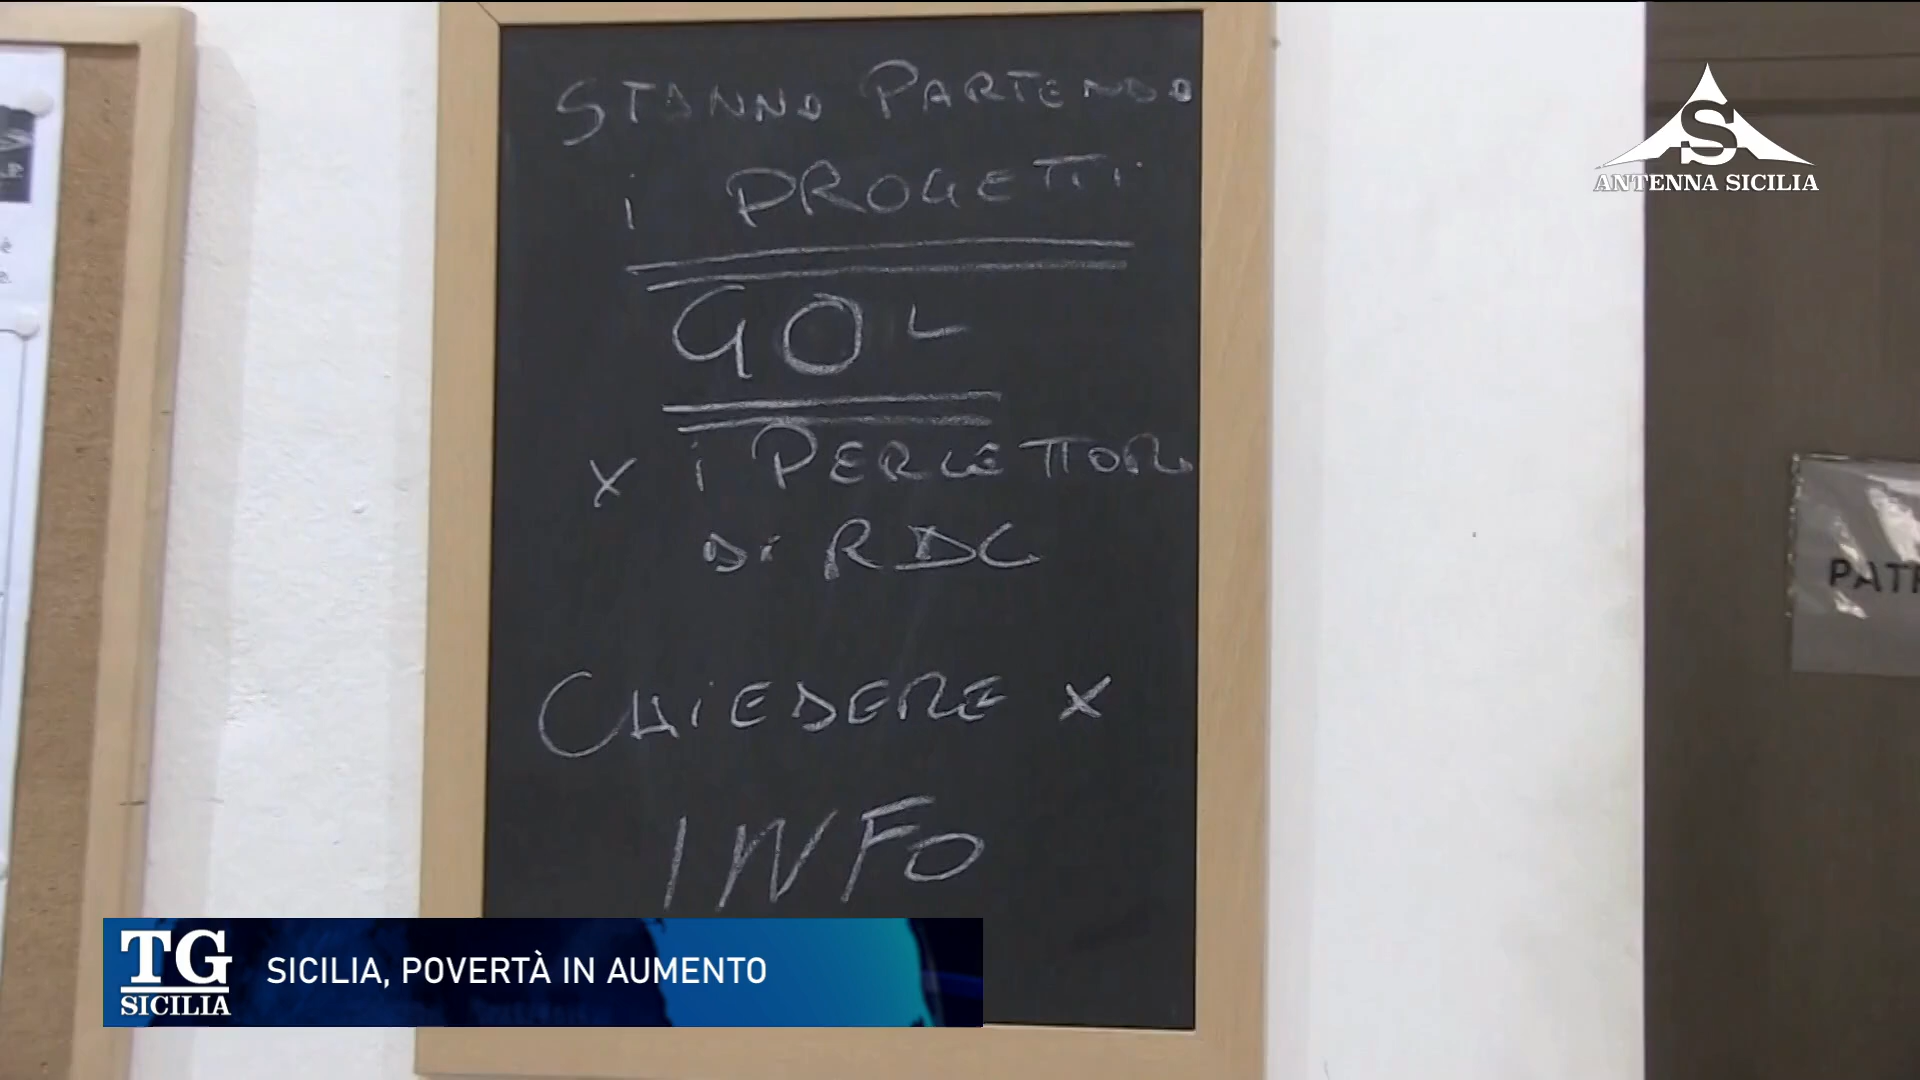 STANNO PARTENDO
i PROGETTi
GOL
x i PERCETTORi
Di RDC
CHiEDERE x
INFO
S
ANTENNA SICILIA
TG
SICILIA
SICILIA, POVERTÀ IN AUMENTO